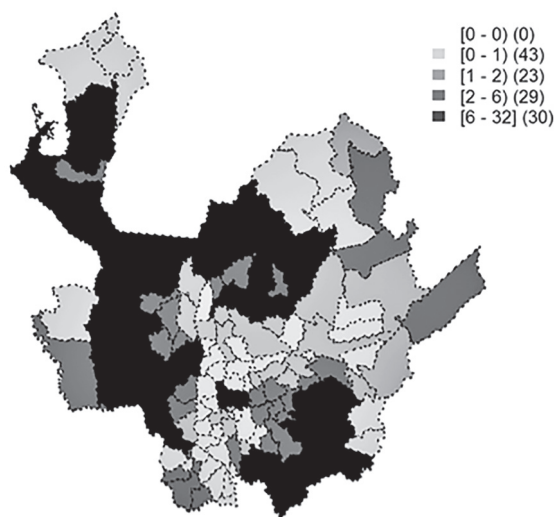 [0 - 0) (0)
[0 - 1) (43)
[1 - 2) (23)
[2 - 6) (29)
[6 - 32] (30)